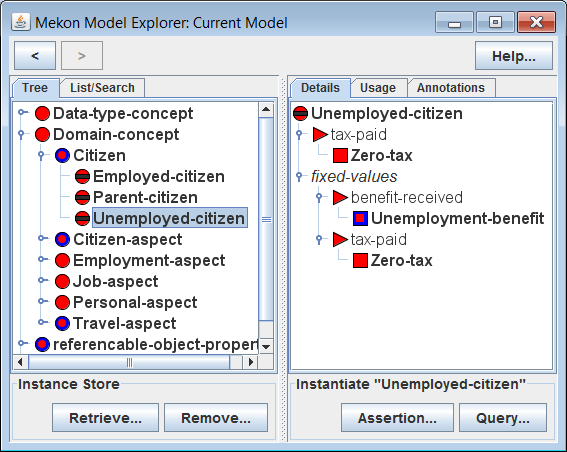 Mekon Model Explorer: Current Model
<
>
Help...
Tree
List/Search
Data-type-concept
Domain-concept
Citizen
Employed-citizen
Parent-citizen
Unemployed-citizen
Citizen-aspect
Employment-aspect
Job-aspect
Personal-aspect
Travel-aspect
referencable-object-proper
Instance Store
Retrieve...
Remove...
Details
Usage
Annotations
Unemployed-citizen
tax-paid
Zero-tax
fixed-values
benefit-received
Unemployment-benefit
tax-paid
Zero-tax
Instantiate "Unemployed-citizen"
Assertion...
Query...